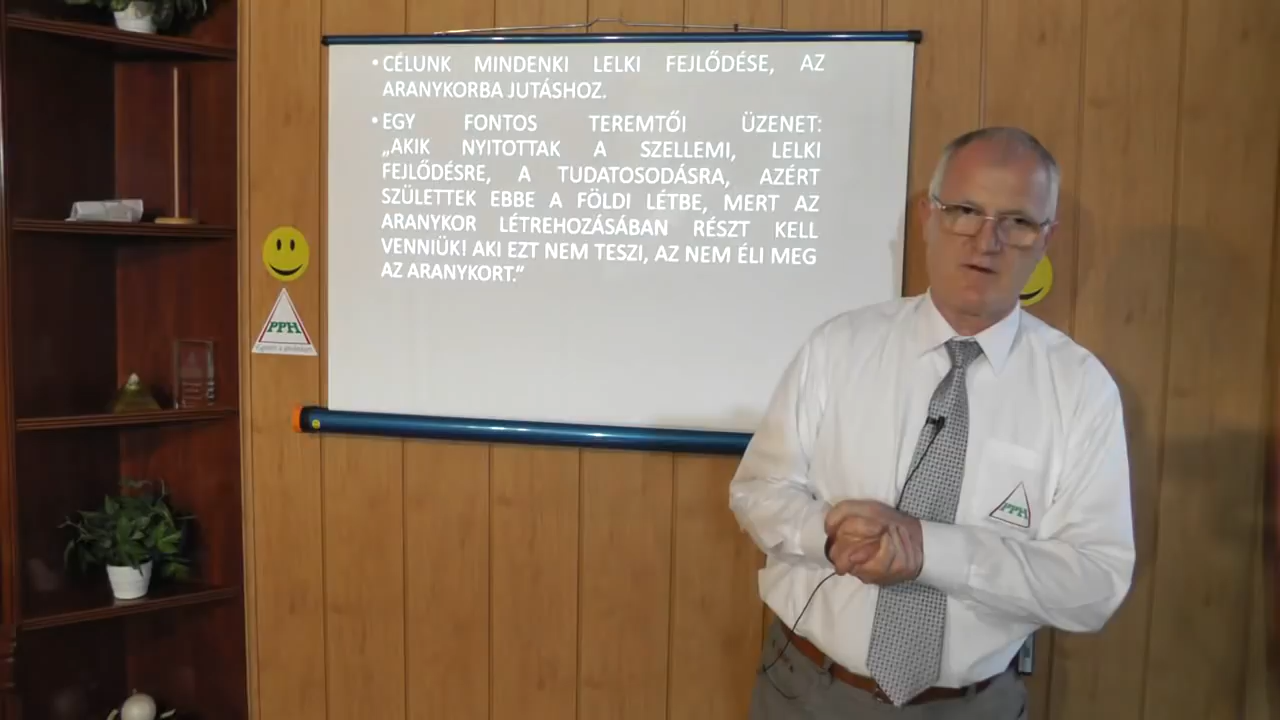 •CÉLUNK MINDENKI LELKI FEJLŐDÉSE, AZ
ARANYKORBA JUTÁSHOZ.
•EGY FONTOS TEREMTŐI ÜZENET:
„AKIK NYITOTTAK A SZELLEMI, LELKI
FEJLŐDÉSRE, A TUDATOSODÁSRA, AZÉRT
SZÜLETTEK EBBE A FÖLDI LÉTBE, MERT AZ
ARANYKOR LÉTREHOZÁSÁBAN RÉSZT KELL
VENNIÜK! AKI EZT NEM TESZI, AZ NEM ÉLI MEG
AZ ARANYKORT.”
PPH
PPH